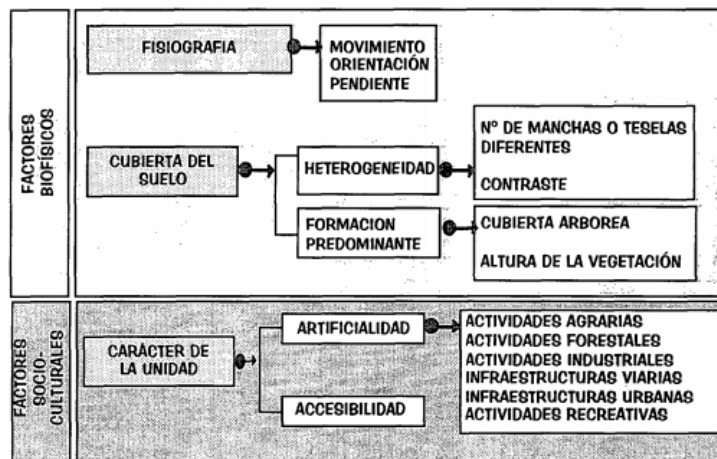 FACTORES
BIOFÍSICOS
FISIOGRAFIA
MOVIMIENTO
ORIENTACIÓN
PENDIENTE
CUBIERTA DEL
SUELO
HETEROGENEIDAD
Nº DE MANCHAS O TESELAS
DIFERENTES
CONTRASTE
FORMACION
PREDOMINANTE
CUBIERTA ARBOREA
ALTURA DE LA VEGETACIÓN
FACTORES
SOCIO-
CULTURALES
CARÁCTER DE
LA UNIDAD
ARTIFICIALIDAD
ACTIVIDADES AGRARIAS
ACTIVIDADES FORESTALES
ACTIVIDADES INDUSTRIALES
INFRAESTRUCTURAS VIARIAS
INFRAESTRUCTURAS URBANAS
ACTIVIDADES RECREATIVAS
ACCESIBILIDAD